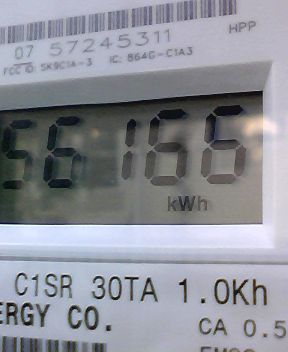 HPP
07 57245311
FCC ID: SK9C1A-3 IC: 864G-C1A3
56166
kWh
C1SR 30TA 1.0Kh
ERGY CO.
CA 0.5